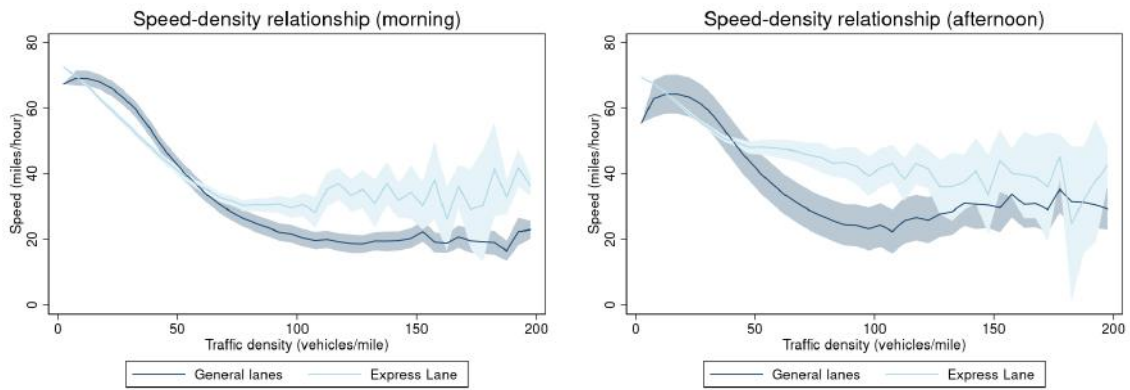 Speed-density relationship (morning)
80
60
40
20
0
Speed (miles/hour)
0 50 100 150 200
Traffic density (vehicles/mile)
General lanes Express Lane
Speed-density relationship (afternoon)
80
60
40
20
0
Speed (miles/hour)
0 50 100 150 200
Traffic density (vehicles/mile)
General lanes Express Lane